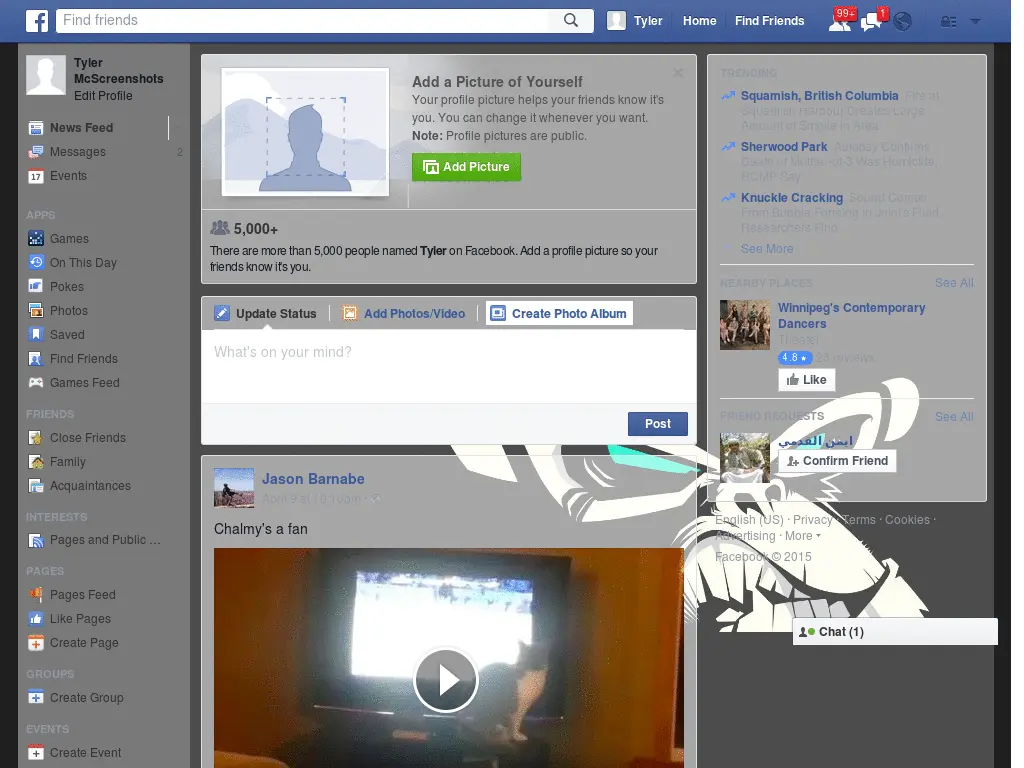 Find friends
Tyler
Home
Find Friends
99+
1
Tyler
McScreenshots
Edit Profile
News Feed
Messages 2
17 Events
APPS
Games
On This Day
Pokes
Photos
Saved
Find Friends
Games Feed
FRIENDS
Close Friends
Family
Acquaintances
INTERESTS
Pages and Public ...
PAGES
Pages Feed
Like Pages
Create Page
GROUPS
Create Group
EVENTS
Create Event
Add a Picture of Yourself
Your profile picture helps your friends know it's
you. You can change it whenever you want.
Note: Profile pictures are public.
Add Picture
5,000+
There are more than 5,000 people named Tyler on Facebook. Add a profile picture so your
friends know it's you.
Update Status
Add Photos/Video
Create Photo Album
What's on your mind?
Post
Jason Barnabe
April 9 at
Chalmy's a fan
TRENDING
Squamish, British Columbia Fire at
Squamish Harbour Creates Large
Amount of Smoke in Area
Sherwood Park Autopsy Confirms
Death of Mother-of-3 Was Homicide,
RCMP Say
Knuckle Cracking Sound Comes
From Bubble Forming in Joint's Fluid,
Researchers Find
See More
NEARBY PLACES See All
Winnipeg's Contemporary
Dancers
Theater
4.8 ★ 23 reviews
Like
FRIEND REQUESTS See All
ايمن القدمي
Confirm Friend
English (US) · Privacy · Terms · Cookies ·
Advertising · More
Facebook © 2015
Chat (1)